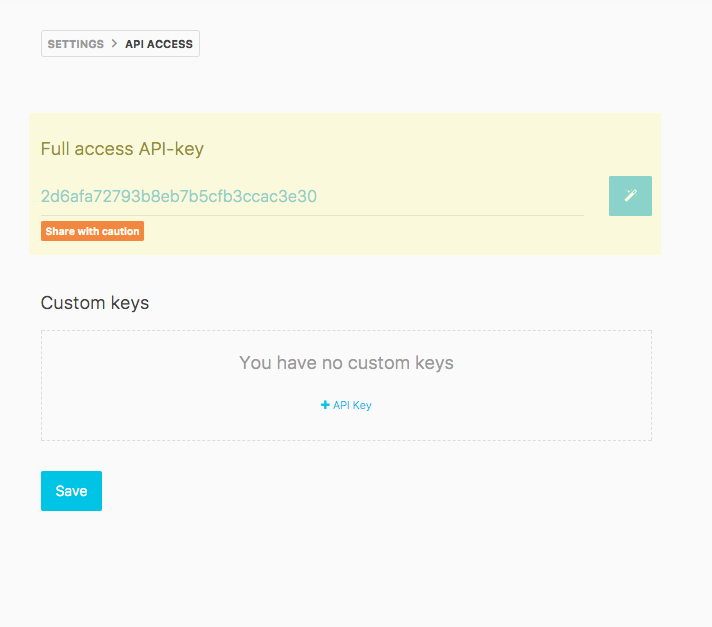 SETTINGS > API ACCESS
Full access API-key
2d6afa72793b8eb7b5cfb3ccac3e30
Share with caution
Custom keys
You have no custom keys
+ API Key
Save